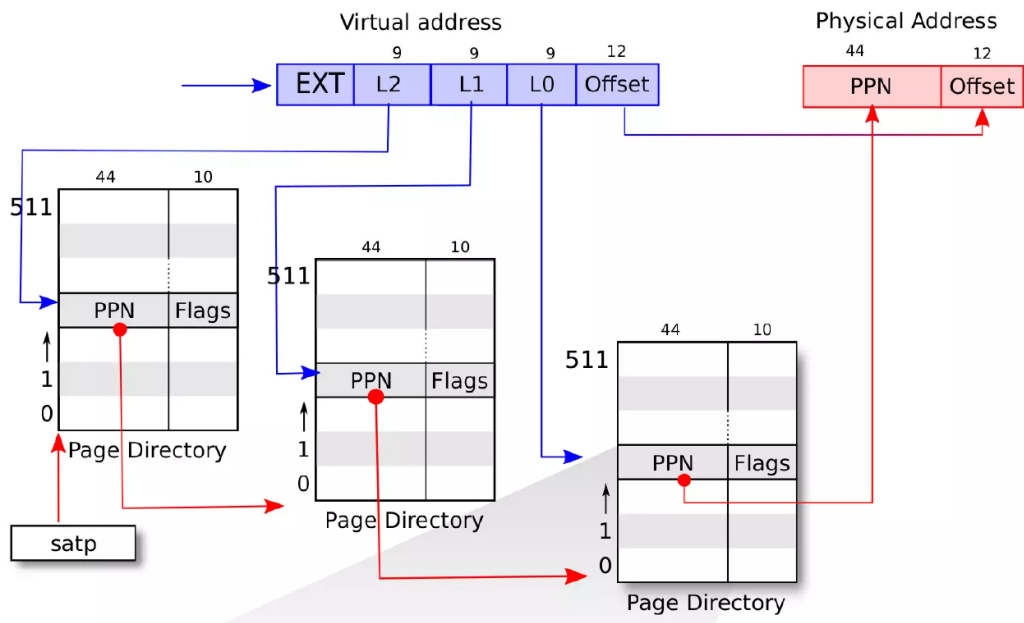 Virtual address
Physical Address
9 9 9 12
44 12
EXT L2 L1 L0 Offset
PPN Offset
44 10
511
PPN Flags
1
0
Page Directory
satp
44 10
511
PPN Flags
1
0
Page Directory
44 10
511
PPN Flags
1
0
Page Directory